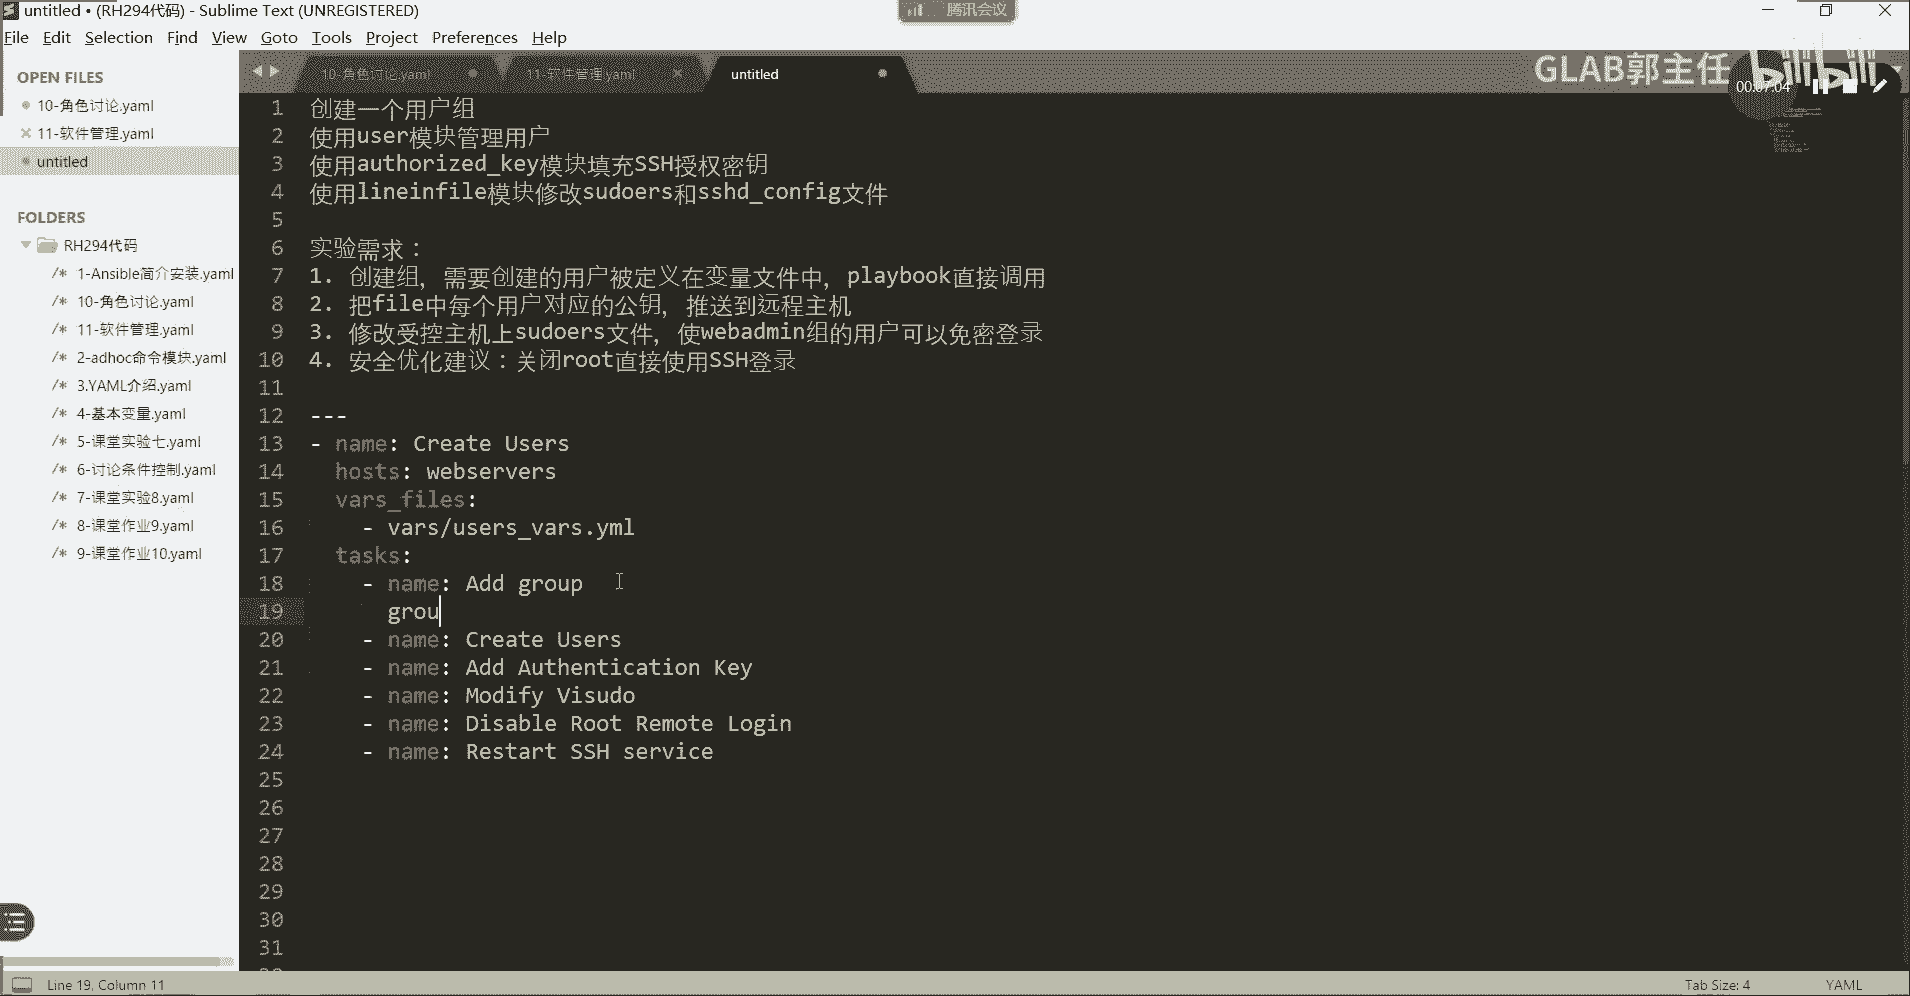 untitled • (RH294代码) - Sublime Text (UNREGISTERED)
腾讯会议
File Edit Selection Find View Goto Tools Project Preferences Help
OPEN FILES
10-角色讨论.yaml
11-软件管理.yaml
untitled
FOLDERS
RH294代码
/* 1-Ansible简介安装.yaml
/* 10-角色讨论.yaml
/* 11-软件管理.yaml
/* 2-adhoc命令模块.yaml
/* 3.YAML介绍.yaml
/* 4-基本变量.yaml
/* 5-课堂实验七.yaml
/* 6-讨论条件控制.yaml
/* 7-课堂实验8.yaml
/* 8-课堂作业9.yaml
/* 9-课堂作业10.yaml
10-角色讨论.yaml
11-软件管理.yaml
untitled
GLAB郭主任
bilibili
00:07:04
1 创建一个用户组
2 使用user模块管理用户
3 使用authorized_key模块填充SSH授权密钥
4 使用lineinfile模块修改sudoers和sshd_config文件
5
6 实验需求：
7 1. 创建组，需要创建的用户被定义在变量文件中，playbook直接调用
8 2. 把file中每个用户对应的公钥，推送到远程主机
9 3. 修改受控主机上sudoers文件，使webadmin组的用户可以免密登录
10 4. 安全优化建议：关闭root直接使用SSH登录
11
12 ---
13 - name: Create Users
14 hosts: webservers
15 vars_files:
16 - vars/users_vars.yml
17 tasks:
18 - name: Add group
19 grou
20 - name: Create Users
21 - name: Add Authentication Key
22 - name: Modify Visudo
23 - name: Disable Root Remote Login
24 - name: Restart SSH service
25
26
27
28
29
30
31
Line 19, Column 11
Tab Size: 4
YAML